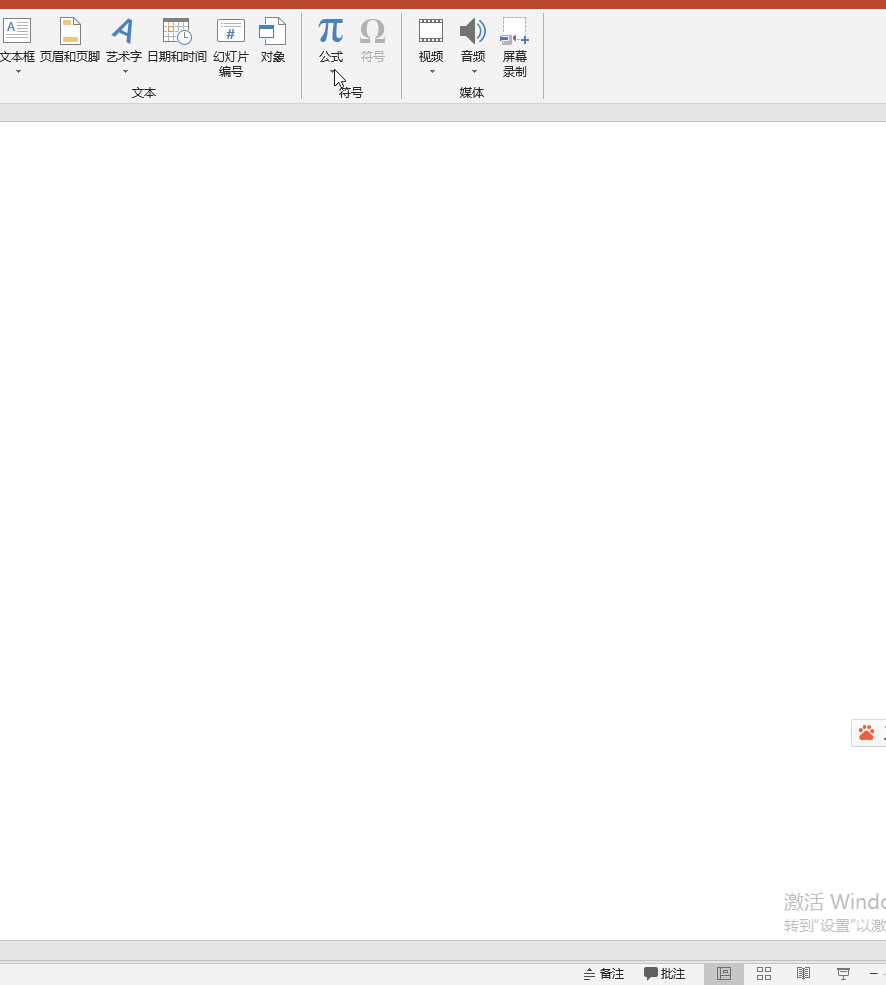 文本框 页眉和页脚 艺术字 日期和时间 幻灯片 对象 公式 符号 视频 音频 屏幕
编号 录制
文本 符号 媒体
激活 Windo
转到"设置"以激
备注 批注